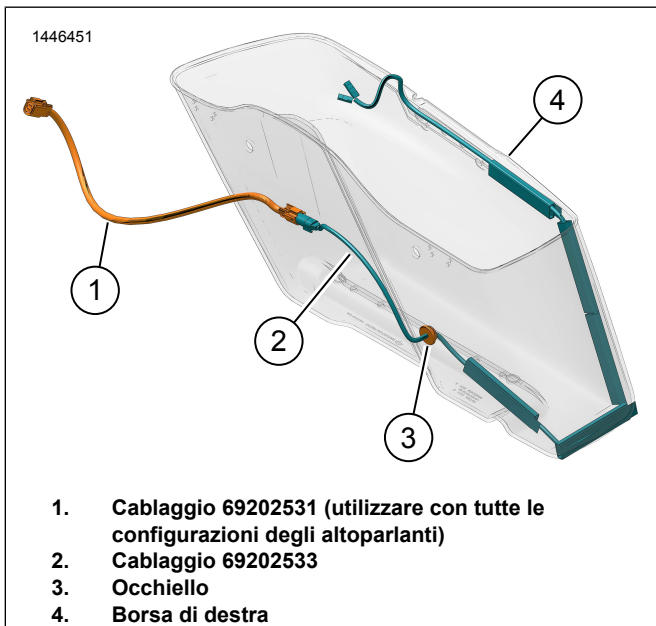 1446451
4
1
2
3
1. Cablaggio 69202531 (utilizzare con tutte le
configurazioni degli altoparlanti)
2. Cablaggio 69202533
3. Occhiello
4. Borsa di destra